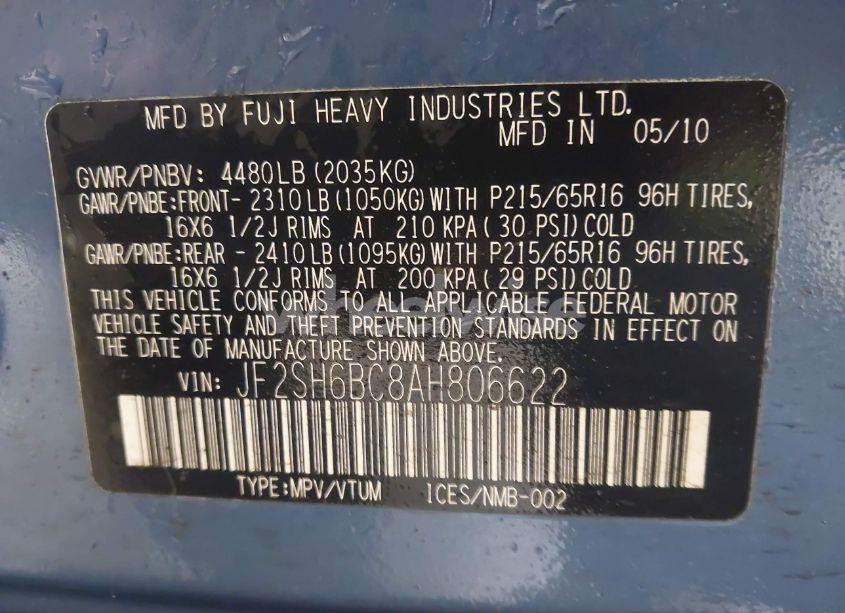 MFD BY FUJI HEAVY INDUSTRIES LTD.
MFD IN 05/10
GVWR/PNBV: 4480LB (2035KG)
GAWR/PNBE:FRONT- 2310LB (1050KG) WITH P215/65R16 96H TIRES,
16X6 1/2J RIMS AT 210 KPA (30 PSI) COLD
GAWR/PNBE:REAR - 2410LB (1095KG) WITH P215/65R16 96H TIRES,
16X6 1/2J RIMS AT 200 KPA (29 PSI) COLD
THIS VEHICLE CONFORMS TO ALL APPLICABLE FEDERAL MOTOR
VEHICLE SAFETY AND THEFT PREVENTION STANDARDS IN EFFECT ON
THE DATE OF MANUFACTURE SHOWN ABOVE.
VIN: JF2SH6BC8AH806622
TYPE:MPV/VTUM ICES/NMB-002